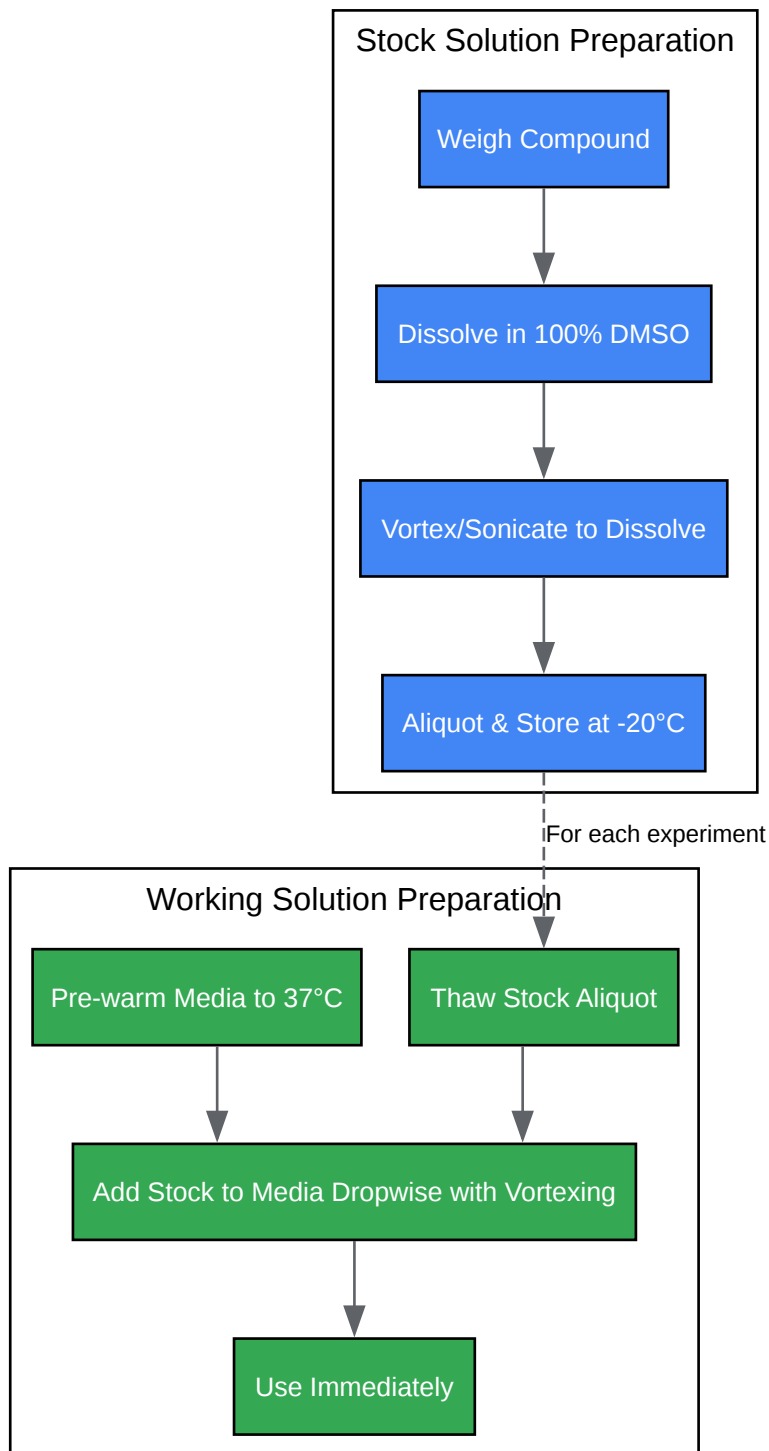 Stock Solution Preparation
Weigh Compound
Dissolve in 100% DMSO
Vortex/Sonicate to Dissolve
Aliquot & Store at -20°C
For each experiment
Working Solution Preparation
Pre-warm Media to 37°C
Thaw Stock Aliquot
Add Stock to Media Dropwise with Vortexing
Use Immediately